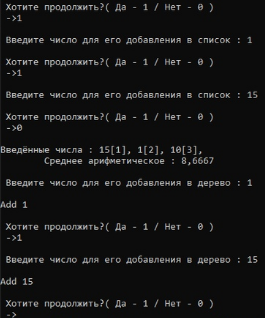 Хотите продолжить?( Да - 1 / Нет - 0 )
->1
Введите число для его добавления в список : 1
Хотите продолжить?( Да - 1 / Нет - 0 )
->1
Введите число для его добавления в список : 15
Хотите продолжить?( Да - 1 / Нет - 0 )
->0
Введённые числа : 15[1], 1[2], 10[3],
Среднее арифметическое : 8,6667
Введите число для его добавления в дерево : 1
Add 1
Хотите продолжить?( Да - 1 / Нет - 0 )
->1
Введите число для его добавления в дерево : 15
Add 15
Хотите продолжить?( Да - 1 / Нет - 0 )
->